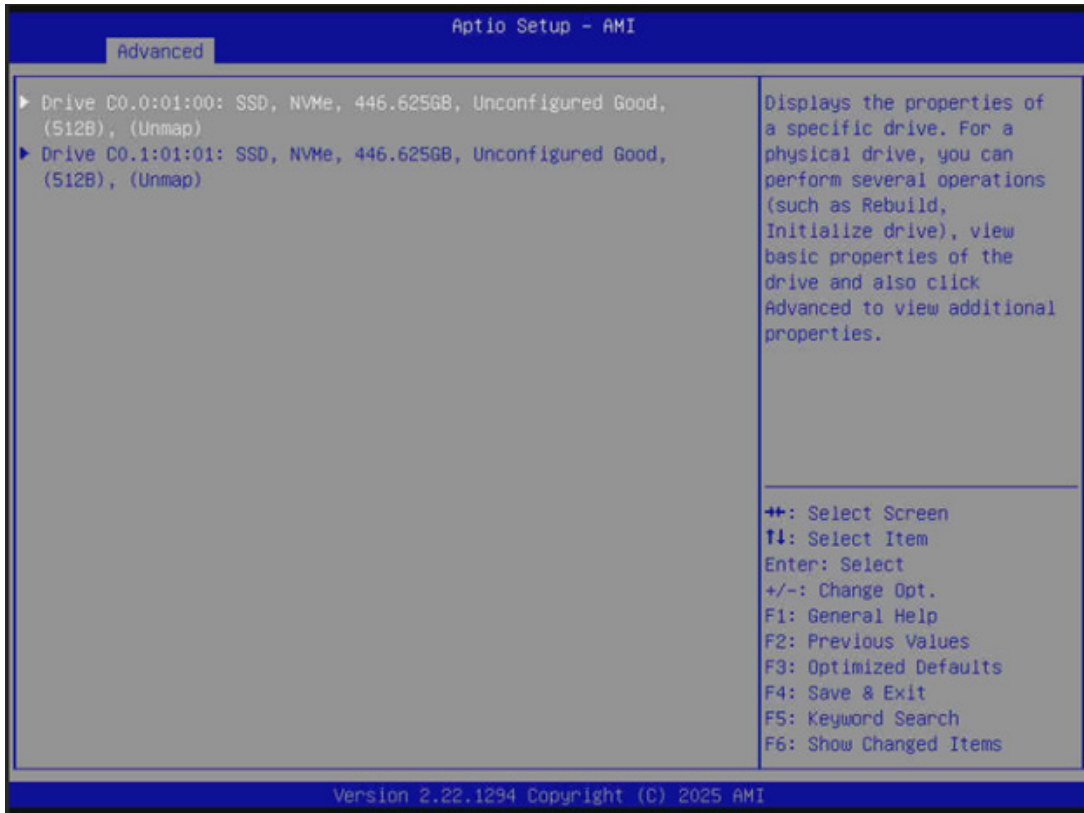 Aptio Setup - AMI
Advanced
Drive C0.0:01:00: SSD, NVMe, 446.625GB, Unconfigured Good,
(512B), (Unmap)
Drive C0.1:01:01: SSD, NVMe, 446.625GB, Unconfigured Good,
(512B), (Unmap)
Displays the properties of
a specific drive. For a
physical drive, you can
perform several operations
(such as Rebuild,
Initialize drive), view
basic properties of the
drive and also click
Advanced to view additional
properties.
→←: Select Screen
↑↓: Select Item
Enter: Select
+/-: Change Opt.
F1: General Help
F2: Previous Values
F3: Optimized Defaults
F4: Save & Exit
F5: Keyword Search
F6: Show Changed Items
Version 2.22.1294 Copyright (C) 2025 AMI